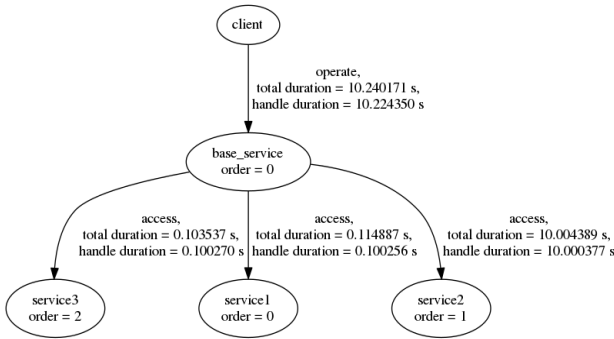 client
operate,
total duration = 10.240171 s,
handle duration = 10.224350 s
base_service
order = 0
access,
total duration = 0.103537 s,
handle duration = 0.100270 s
access,
total duration = 0.114887 s,
handle duration = 0.100256 s
access,
total duration = 10.004389 s,
handle duration = 10.000377 s
service3
order = 2
service1
order = 0
service2
order = 1